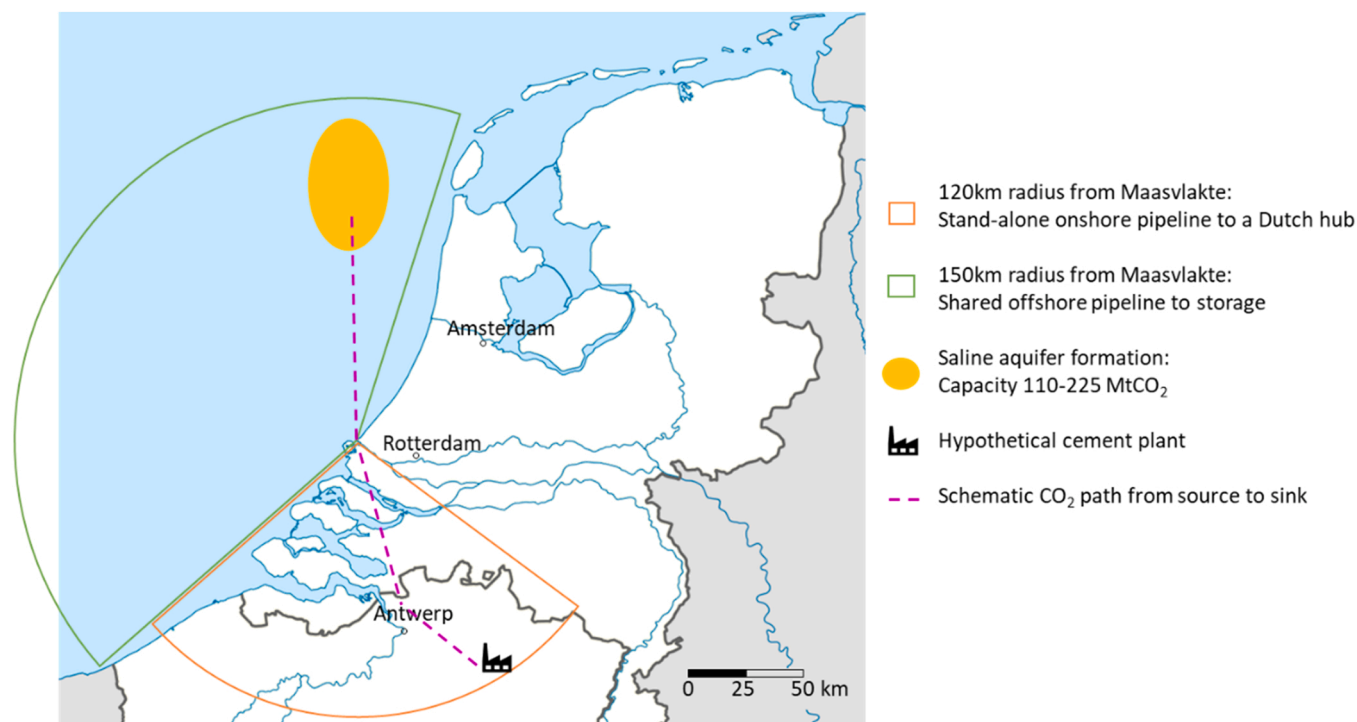 Amsterdam
Rotterdam
Antwerp
0 25 50 km
120km radius from Maasvlakte:
Stand-alone onshore pipeline to a Dutch hub
150km radius from Maasvlakte:
Shared offshore pipeline to storage
Saline aquifer formation:
Capacity 110-225 MtCO₂
Hypothetical cement plant
Schematic CO₂ path from source to sink